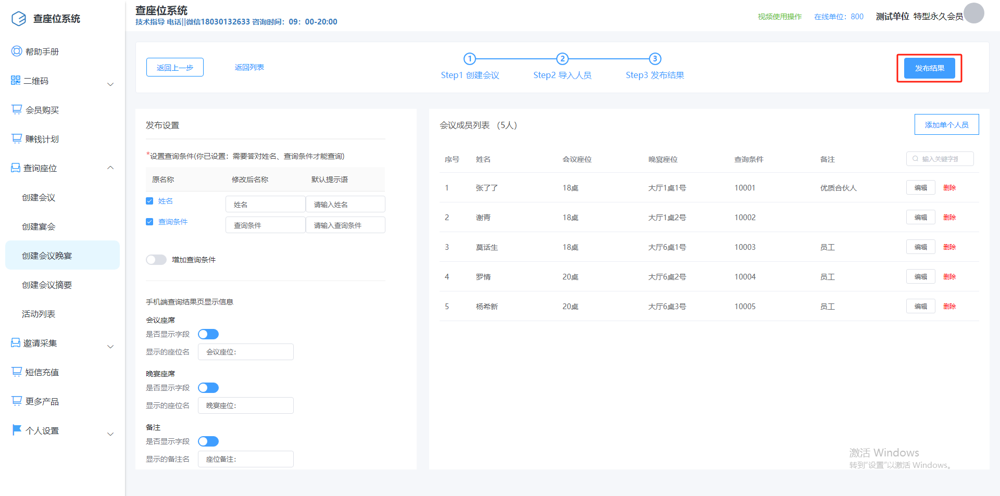 查座位系统
帮助手册
二维码
会员购买
赚钱计划
查询座位
创建会议
创建宴会
创建会议晚宴
创建会议摘要
活动列表
邀请采集
短信充值
更多产品
个人设置
查座位系统
技术指导 电话||微信18030132633 咨询时间：09：00-20:00
视频使用操作 在线单位：800 测试单位 特型永久会员
返回上一步 返回列表
1 2 3
Step1 创建会议 Step2 导入人员 Step3 发布结果
发布结果
发布设置
*设置查询条件(你已设置：需要答对姓名、查询条件才能查询)
原名称 修改后名称 默认提示语
姓名 姓名 请输入姓名
查询条件 查询条件 请输入查询条件
增加查询条件
手机端查询结果页显示信息
会议座席
是否显示字段
显示的座位名 会议座位：
晚宴座席
是否显示字段
显示的座位名 晚宴座位：
备注
是否显示字段
显示的备注名 座位备注：
会议成员列表 （5人）
添加单个人员
序号 姓名 会议座位 晚宴座位 查询条件 备注 输入关键字
1 张了了 18桌 大厅1桌1号 10001 优质合伙人 编辑 删除
2 谢青 18桌 大厅1桌2号 10002 编辑 删除
3 莫话生 18桌 大厅6桌1号 10003 员工 编辑 删除
4 罗情 20桌 大厅6桌2号 10004 员工 编辑 删除
5 杨希新 20桌 大厅6桌3号 10005 员工 编辑 删除
激活 Windows
转到"设置"以激活 Windows。